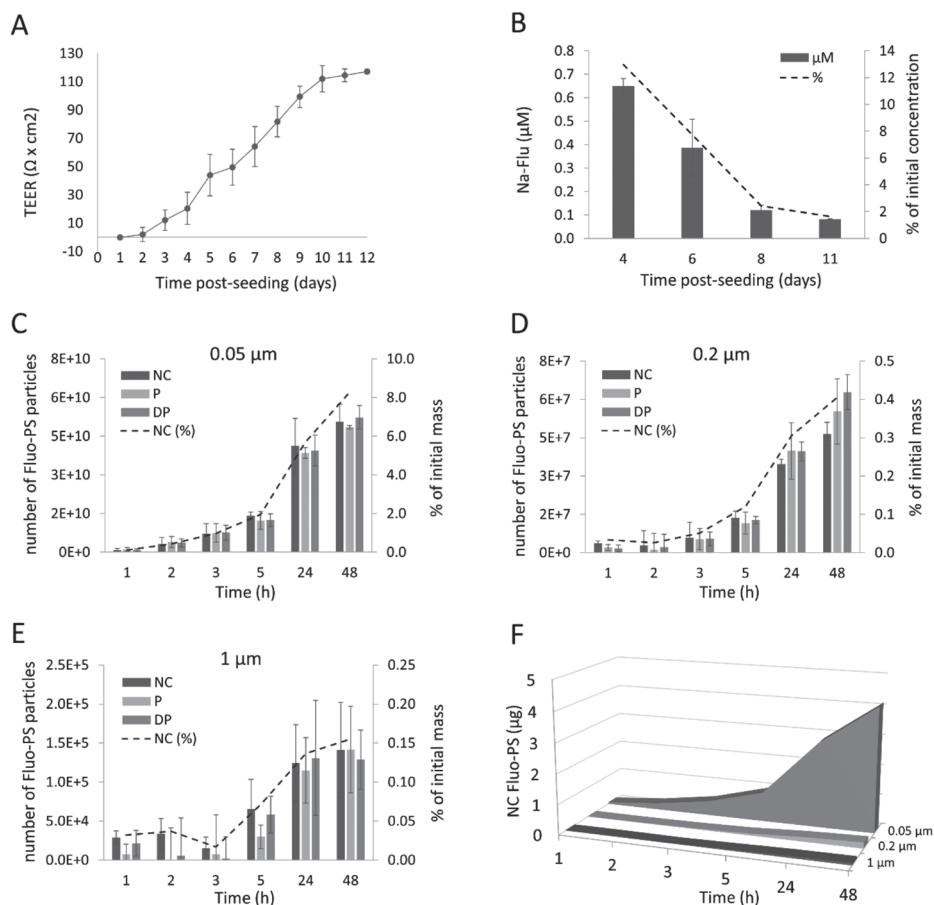 A
TEER (Ω x cm2)
130
110
90
70
50
30
10
-10
0 1 2 3 4 5 6 7 8 9 10 11 12
Time post-seeding (days)
B
Na-Flu (µM)
0.8
0.7
0.6
0.5
0.4
0.3
0.2
0.1
0.0
µM
%
14
12
10
8
6
4
2
0
% of initial concentration
4 6 8 11
Time post-seeding (days)
C
0.05 µm
number of Fluo-PS particles
8E+10
6E+10
5E+10
3E+10
2E+10
0E+0
NC
P
DP
NC (%)
10.0
8.0
6.0
4.0
2.0
0.0
% of initial mass
1 2 3 5 24 48
Time (h)
D
0.2 µm
number of Fluo-PS particles
8E+7
6E+7
5E+7
3E+7
2E+7
0E+0
NC
P
DP
NC (%)
0.5
0.4
0.3
0.2
0.1
0.0
% of initial mass
1 2 3 5 24 48
Time (h)
E
1 µm
number of Fluo-PS particles
2.5E+5
2.0E+5
1.5E+5
1.0E+5
5.0E+4
0.0E+0
NC
P
DP
NC (%)
0.25
0.20
0.15
0.10
0.05
0.00
% of initial mass
1 2 3 5 24 48
Time (h)
F
NC Fluo-PS (µg)
5
4
3
2
1
0
1 2 3 5 24 48
Time (h)
0.05 µm
0.2 µm
1 µm